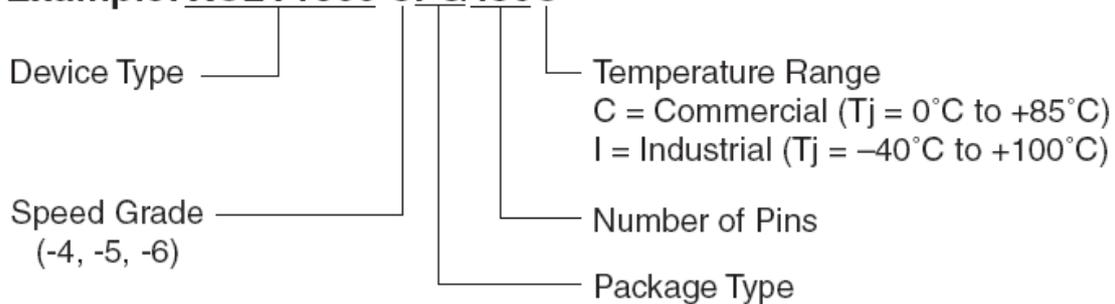 Device Type
Temperature Range
C = Commercial (Tj = 0˚C to +85˚C)
I = Industrial (Tj = –40˚C to +100˚C)
Speed Grade
(-4, -5, -6)
Number of Pins
Package Type